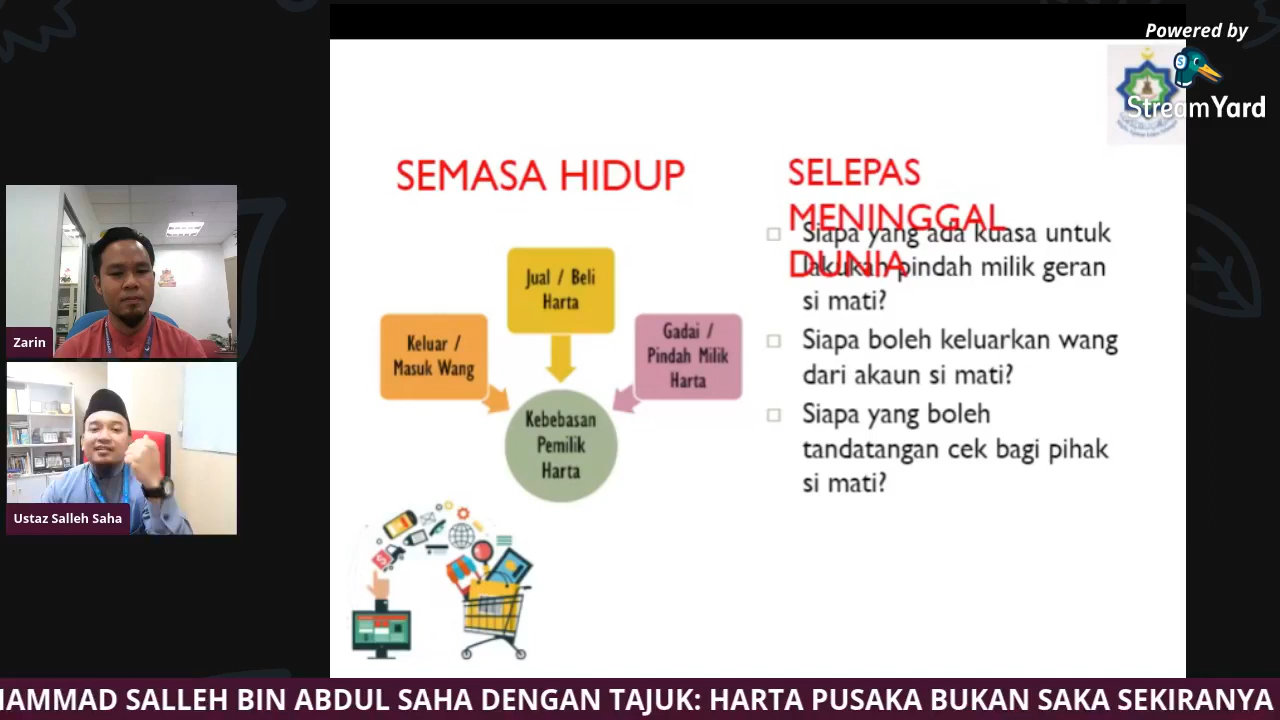 Powered by
StreamYard
SEMASA HIDUP
SELEPAS
MENINGGAL
DUNIA
Jual / Beli
Harta
Keluar /
Masuk Wang
Gadai /
Pindah Milik
Harta
Kebebasan
Pemilik
Harta
Siapa yang ada kuasa untuk
lakukan pindah milik geran
si mati?
Siapa boleh keluarkan wang
dari akaun si mati?
Siapa yang boleh
tandatangan cek bagi pihak
si mati?
Zarin
Ustaz Salleh Saha
HAMMAD SALLEH BIN ABDUL SAHA DENGAN TAJUK: HARTA PUSAKA BUKAN SAKA SEKIRANYA